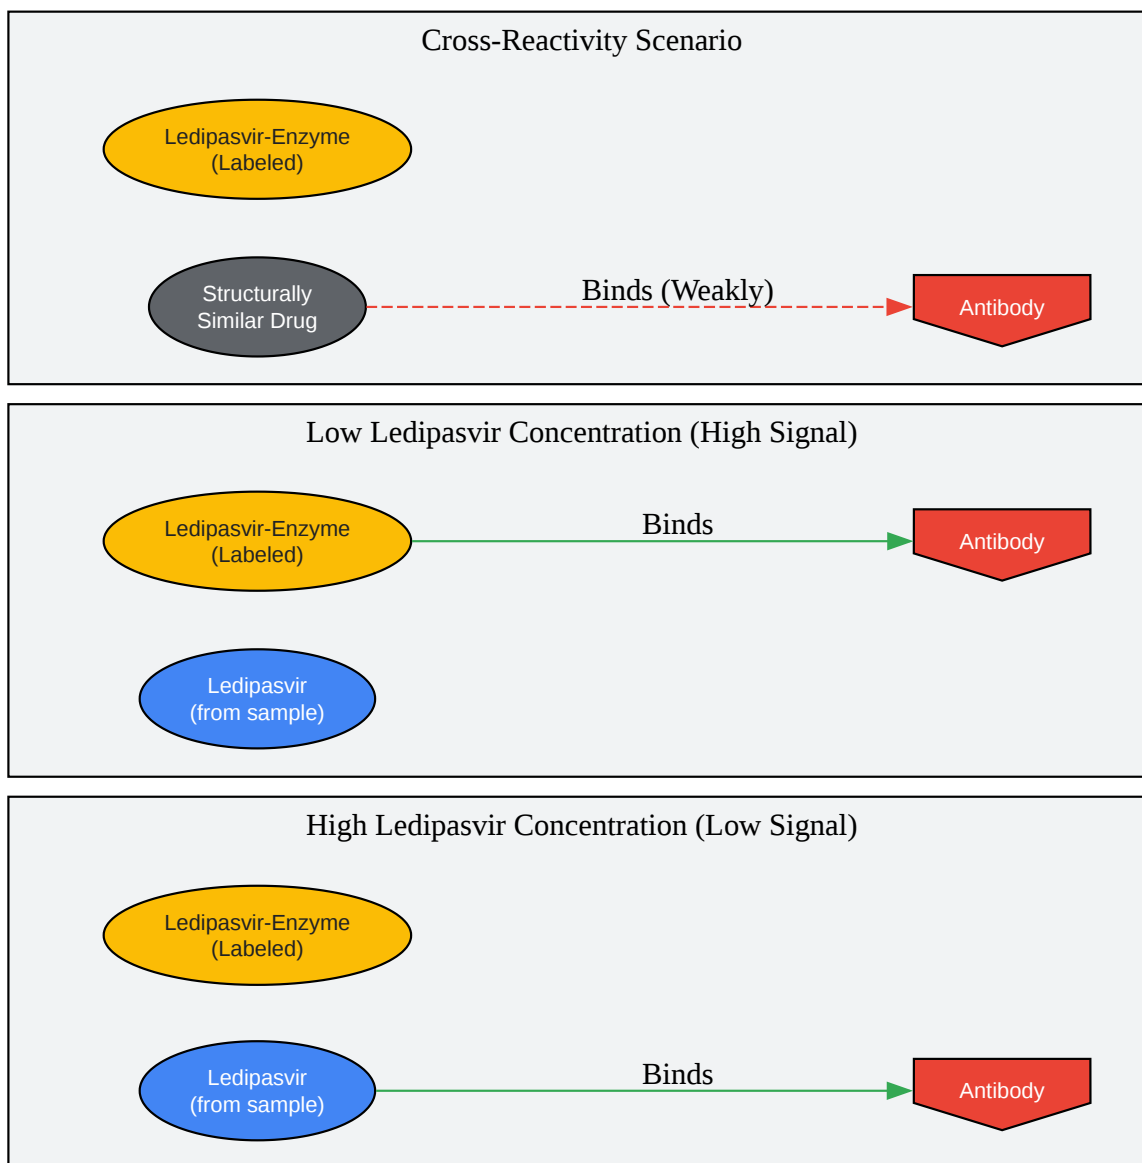 Cross-Reactivity Scenario
Ledipasvir-Enzyme
(Labeled)
Structurally
Similar Drug
Binds (Weakly)
Antibody
Low Ledipasvir Concentration (High Signal)
Ledipasvir-Enzyme
(Labeled)
Binds
Antibody
Ledipasvir
(from sample)
High Ledipasvir Concentration (Low Signal)
Ledipasvir-Enzyme
(Labeled)
Ledipasvir
(from sample)
Binds
Antibody